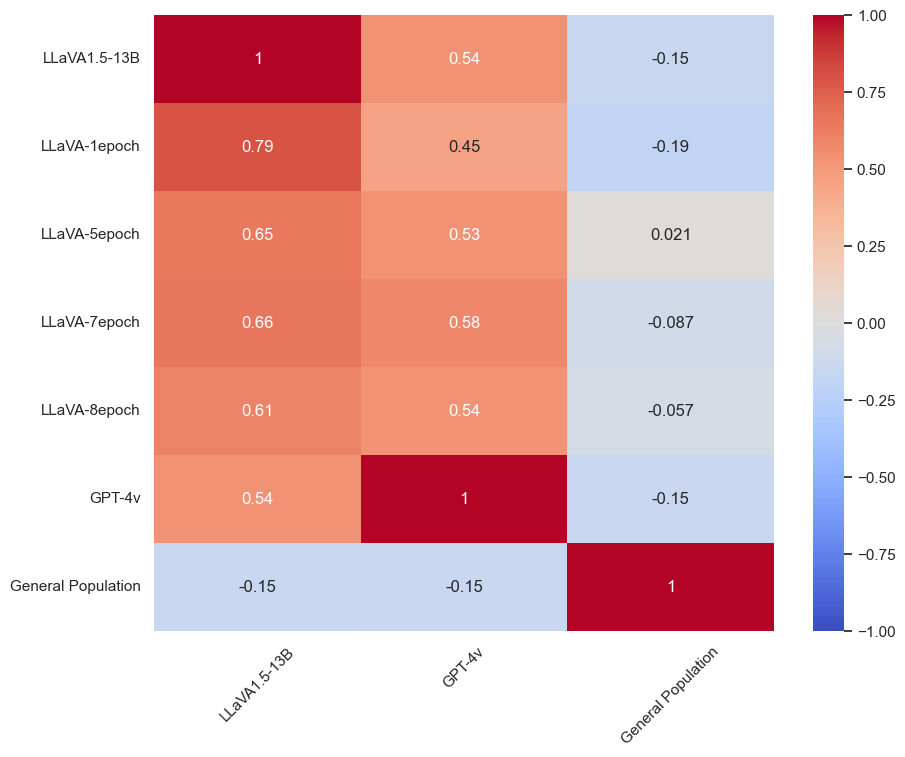 LLaVA1.5-13B 1 0.54 -0.15
LLaVA-1epoch 0.79 0.45 -0.19
LLaVA-5epoch 0.65 0.53 0.021
LLaVA-7epoch 0.66 0.58 -0.087
LLaVA-8epoch 0.61 0.54 -0.057
GPT-4v 0.54 1 -0.15
General Population -0.15 -0.15 1
LLaVA1.5-13B GPT-4v General Population
1.00
0.75
0.50
0.25
0.00
−0.25
−0.50
−0.75
−1.00